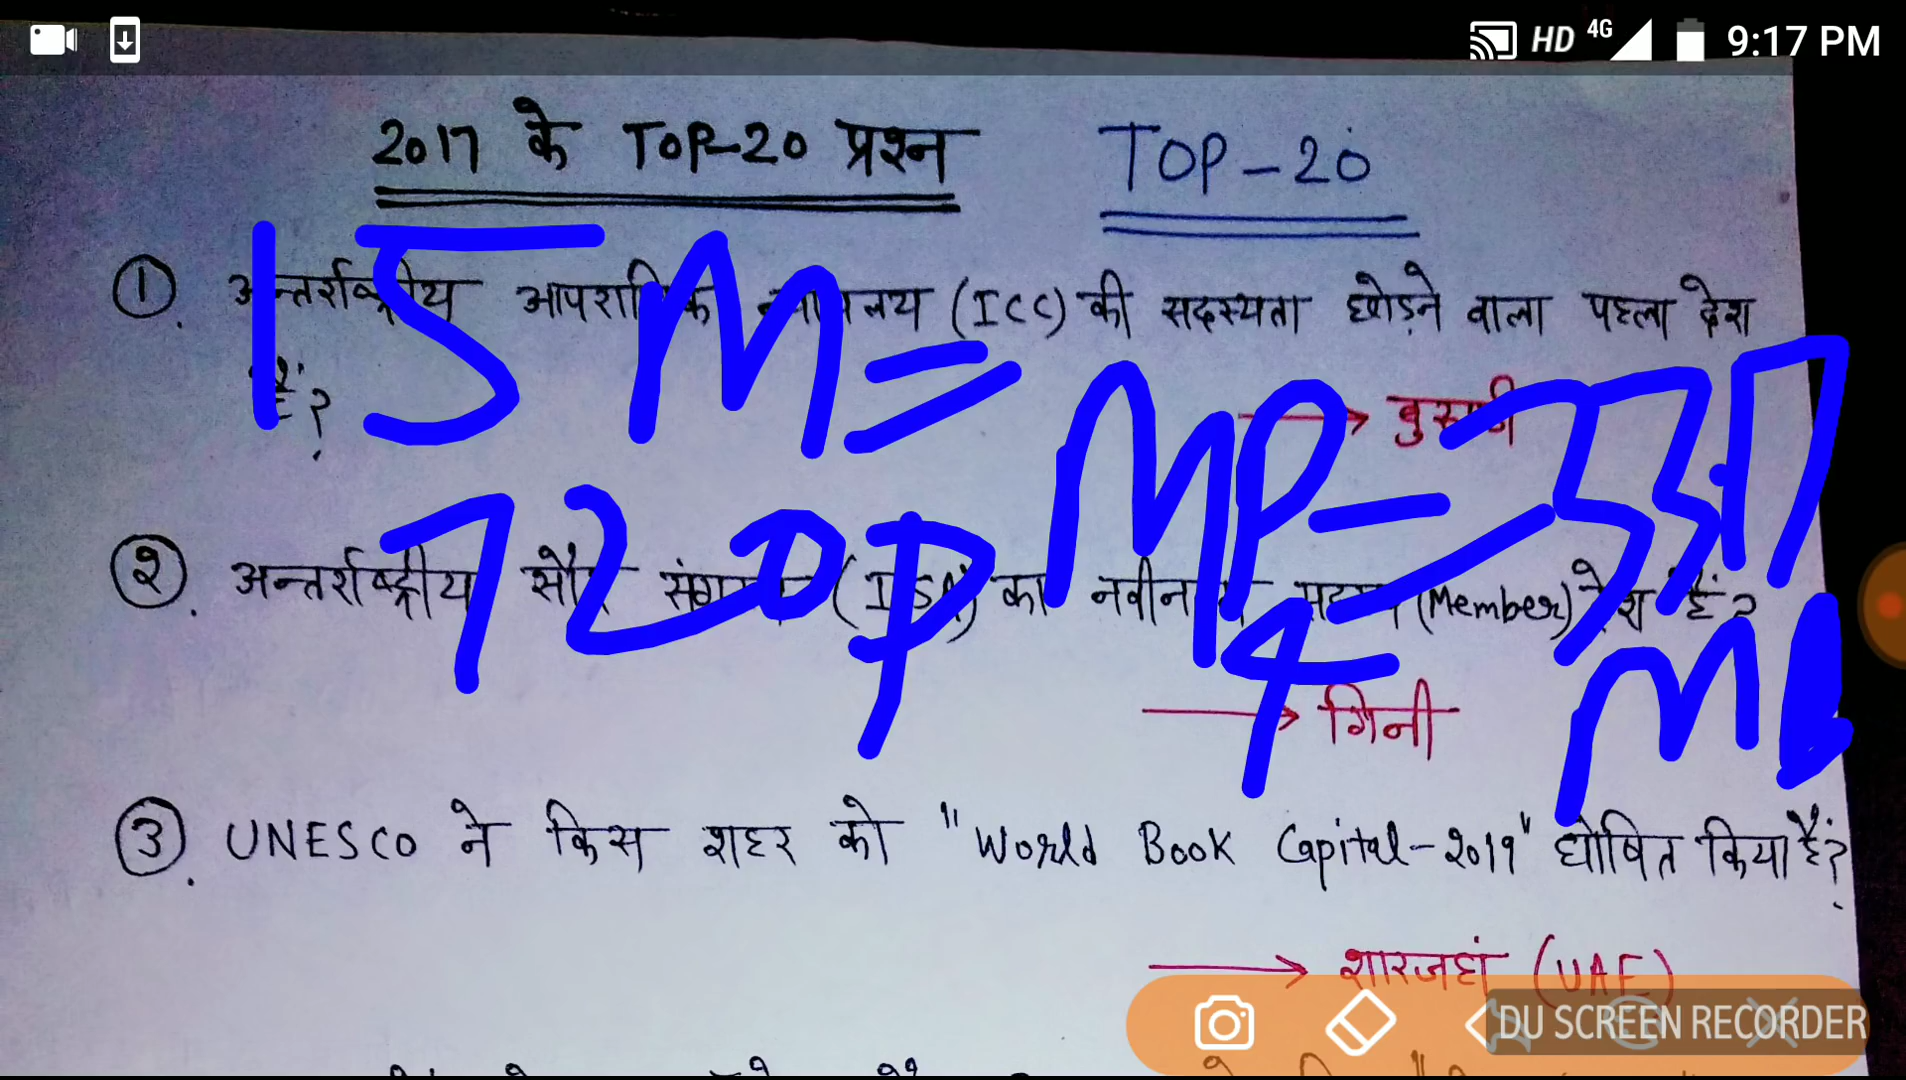 HD 4G 9:17 PM
2017 के TOP-20 प्रश्न TOP-20
① अन्तर्राष्ट्रीय आपराधिक न्यायालय (ICC) की सदस्यता छोड़ने वाला पहला देश
हैं?
→ बुरुण्डी
15 M= MP=
720p MP4
② अन्तर्राष्ट्रीय सौर संगठन (ISA) का नवीनतम सदस्य (Member) देश हैं?
→ गिनी
③ UNESCO ने किस शहर को "World Book Capital-2019" घोषित किया हैं?
→ शारजहां (UAE)
DU SCREEN RECORDER